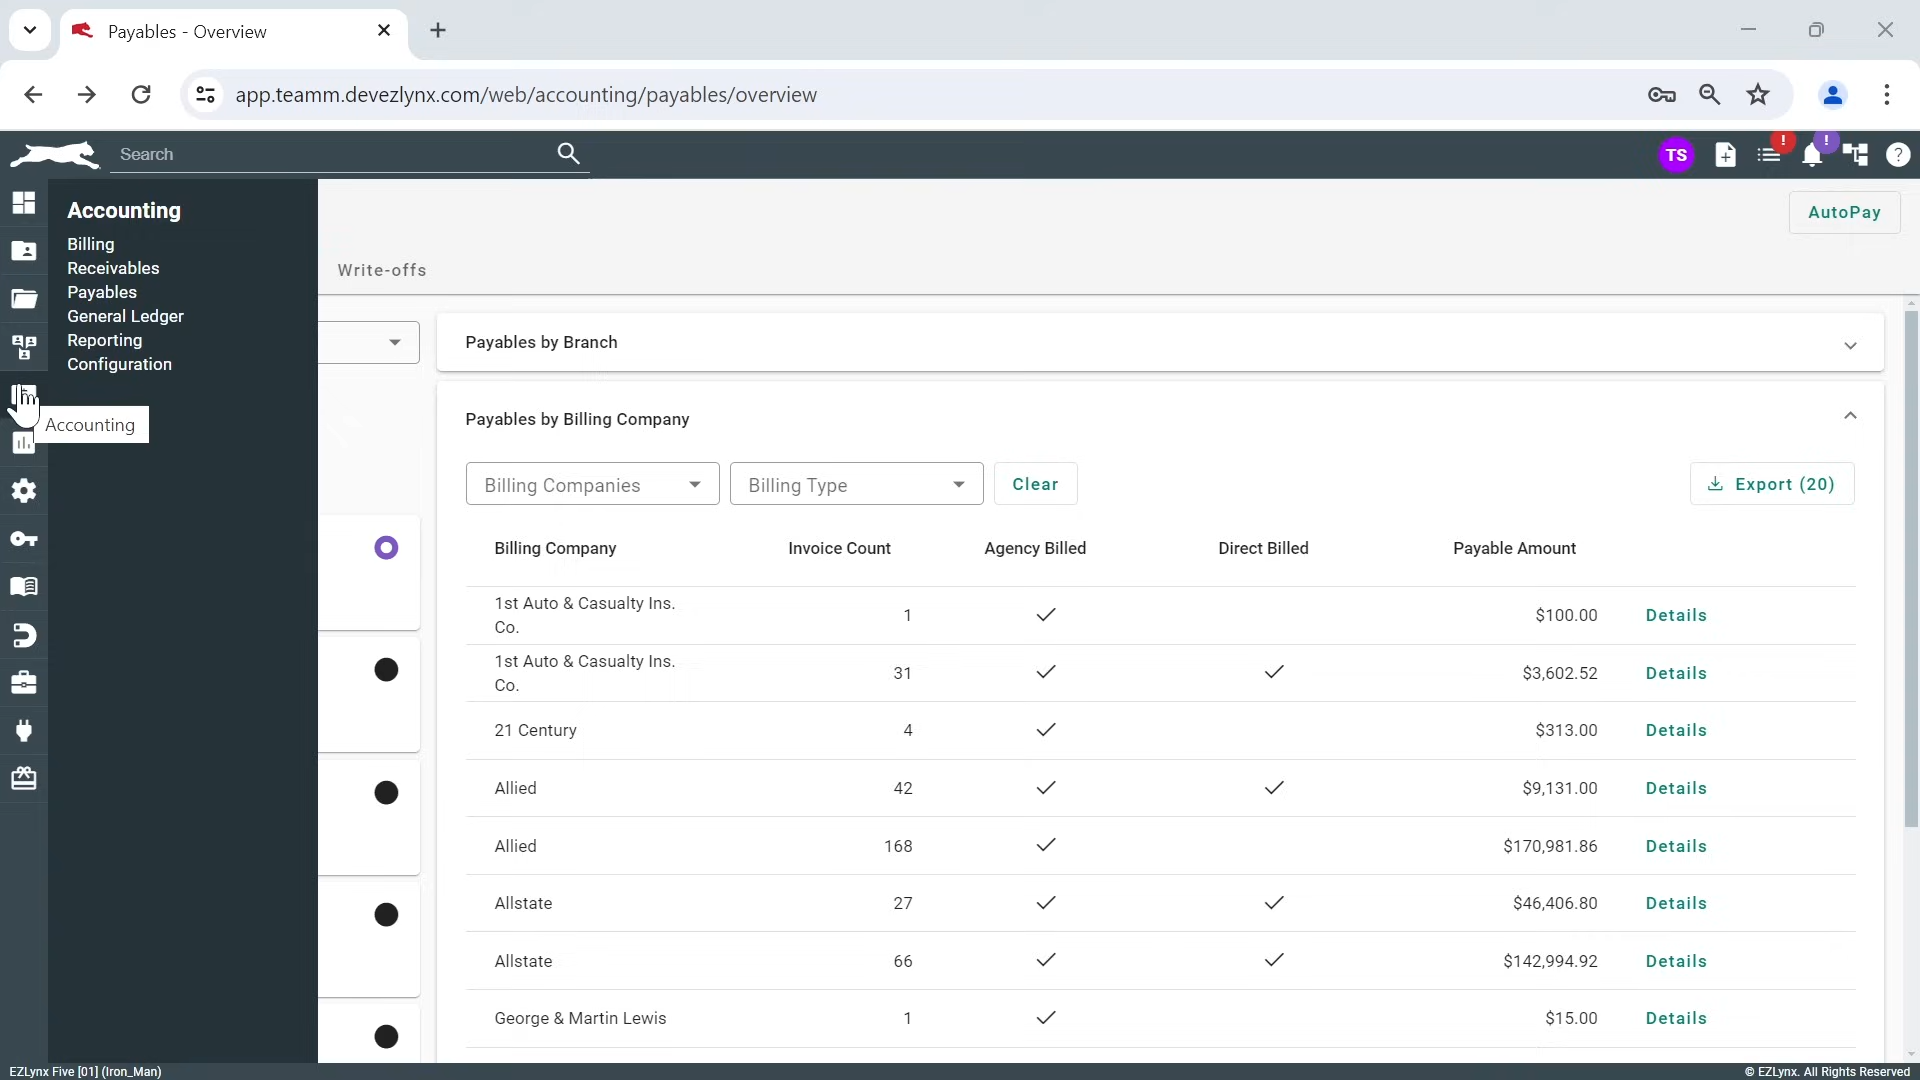 Payables - Overview
app.teamm.devezlynx.com/web/accounting/payables/overview
Search
TS
!
!
?
Accounting
Billing
Receivables
Payables
General Ledger
Reporting
Configuration
Accounting
AutoPay
Write-offs
Payables by Branch
Payables by Billing Company
Billing Companies
Billing Type
Clear
Export (20)
Billing Company Invoice Count Agency Billed Direct Billed Payable Amount
1st Auto & Casualty Ins.
Co.
1 $100.00 Details
1st Auto & Casualty Ins.
Co.
31 $3,602.52 Details
21 Century 4 $313.00 Details
Allied 42 $9,131.00 Details
Allied 168 $170,981.86 Details
Allstate 27 $46,406.80 Details
Allstate 66 $142,994.92 Details
George & Martin Lewis 1 $15.00 Details
EZLynx Five [01] (Iron_Man)
© EZLynx. All Rights Reserved